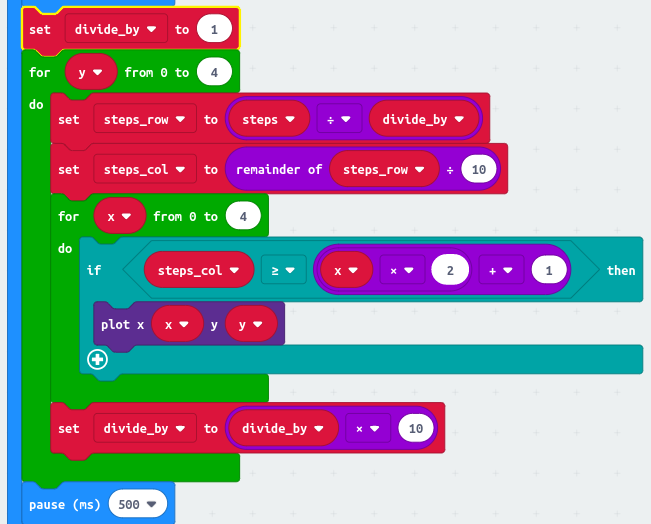 set divide_by to 1
for y from 0 to 4
do
set steps_row to steps ÷ divide_by
set steps_col to remainder of steps_row ÷ 10
for x from 0 to 4
do
if steps_col ≥ x × 2 + 1 then
plot x x y y
set divide_by to divide_by × 10
pause (ms) 500